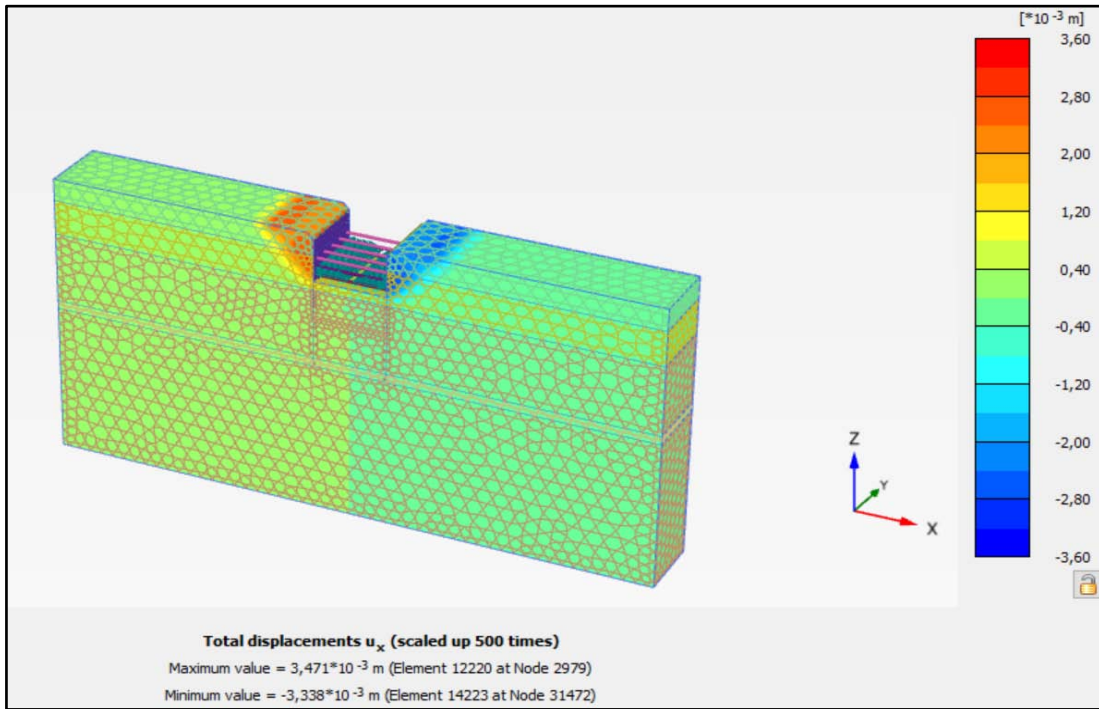 [*10 -3 m]
3,60
2,80
2,00
1,20
0,40
-0,40
-1,20
-2,00
-2,80
-3,60
Z
Y
X
Total displacements ux (scaled up 500 times)
Maximum value = 3,471*10 -3 m (Element 12220 at Node 2979)
Minimum value = -3,338*10 -3 m (Element 14223 at Node 31472)